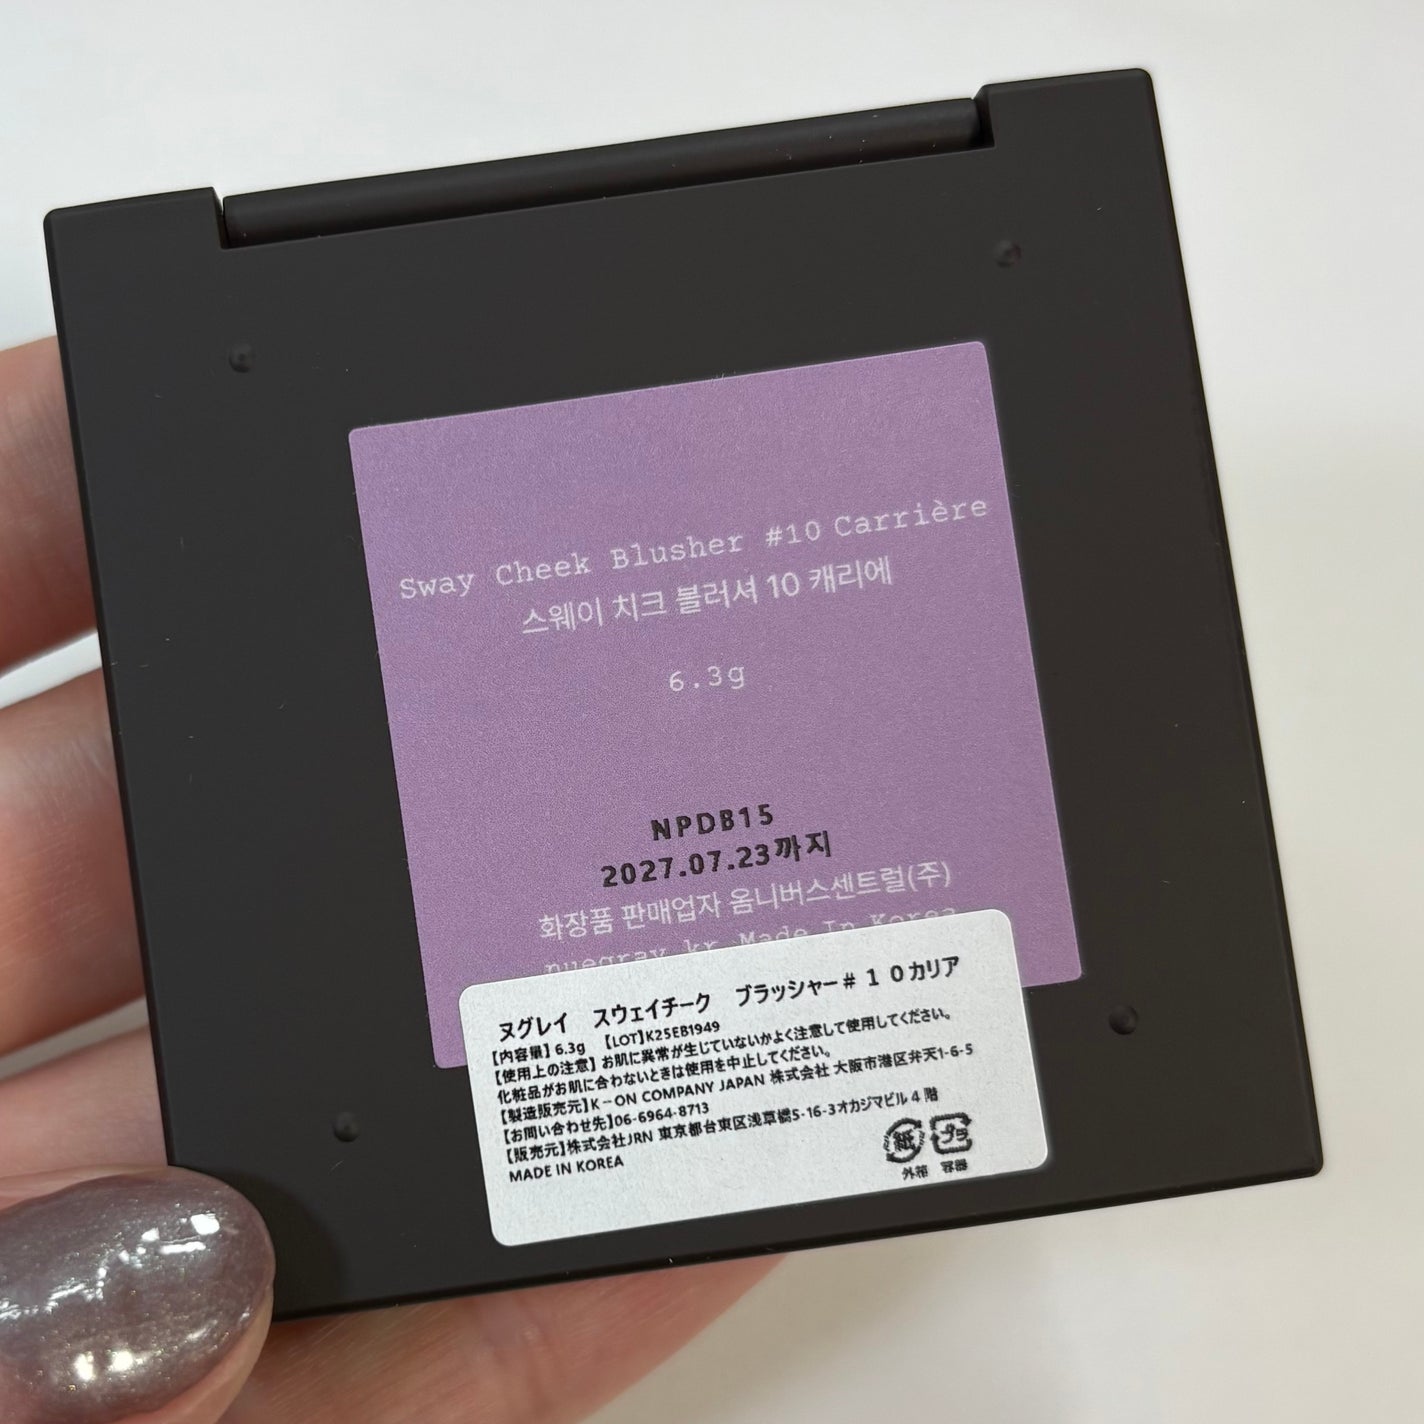 Sway Cheek Blusher #10 Carrière
스웨이 치크 블러셔 10 캐리에
6.3g
NPDB15
2027.07.23까지
화장품 판매업자 옴니버스센트럴(주)
nuegray.kr Made In Korea
ヌグレイ スウェイチーク ブラッシャー#10カリア
【内容量】6.3g 【LOT】K25EB1949
【使用上の注意】お肌に異常が生じていないかよく注意して使用してください。
化粧品がお肌に合わないときは使用を中止してください。
【製造販売元】K-ON COMPANY JAPAN 株式会社 大阪市港区弁天1-6-5
【お問い合わせ先】06-6964-8713
【販売元】株式会社JRN 東京都台東区浅草橋5-16-3オカジマビル4階
MADE IN KOREA
紙 プラ
外箱 容器